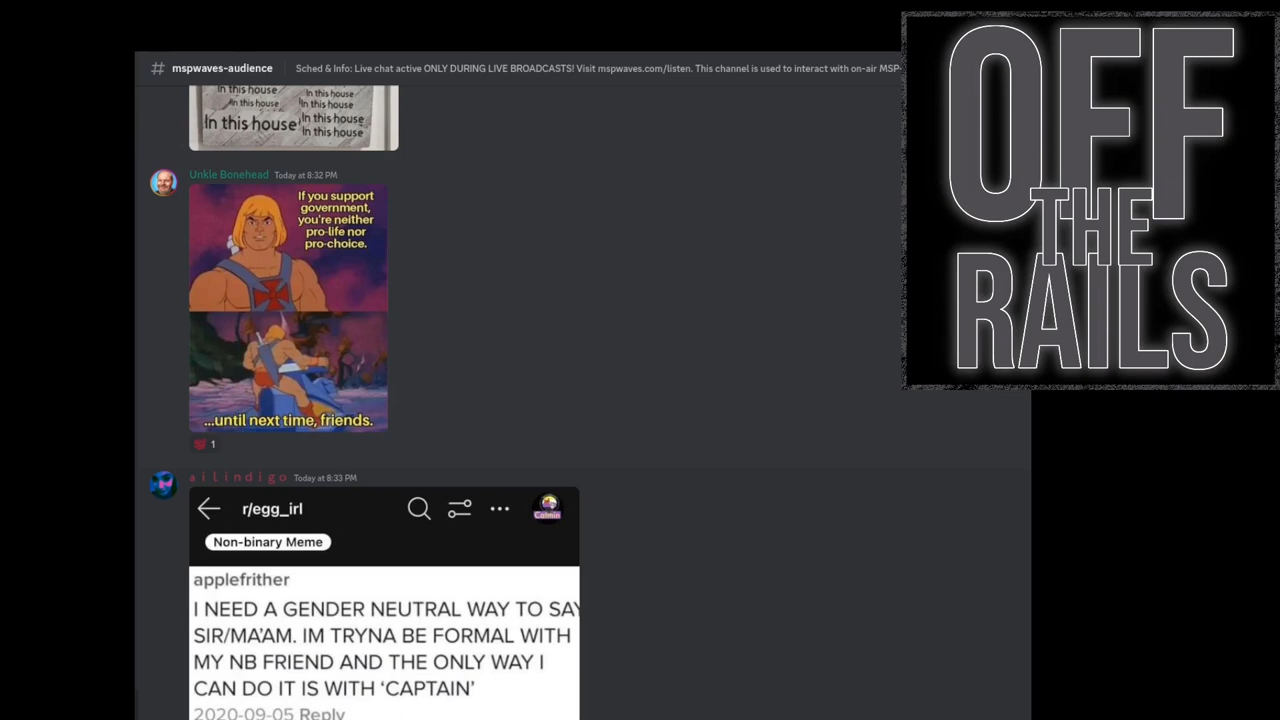 # mspwaves-audience
Sched & Info: Live chat active ONLY DURING LIVE BROADCASTS! Visit mspwaves.com/listen. This channel is used to interact with on-air MSP-
OFF
THE
RAILS
In this house In this house
In this house In this house
In this house In this house
In this house
Unkle Bonehead Today at 8:32 PM
If you support
government,
you're neither
pro-life nor
pro-choice.
...until next time, friends.
💯 1
a i l i n d i g o Today at 8:33 PM
r/egg_irl
Calmin
Non-binary Meme
applefrither
I NEED A GENDER NEUTRAL WAY TO SAY
SIR/MA'AM. IM TRYNA BE FORMAL WITH
MY NB FRIEND AND THE ONLY WAY I
CAN DO IT IS WITH ‘CAPTAIN’
2020-09-05 Reply